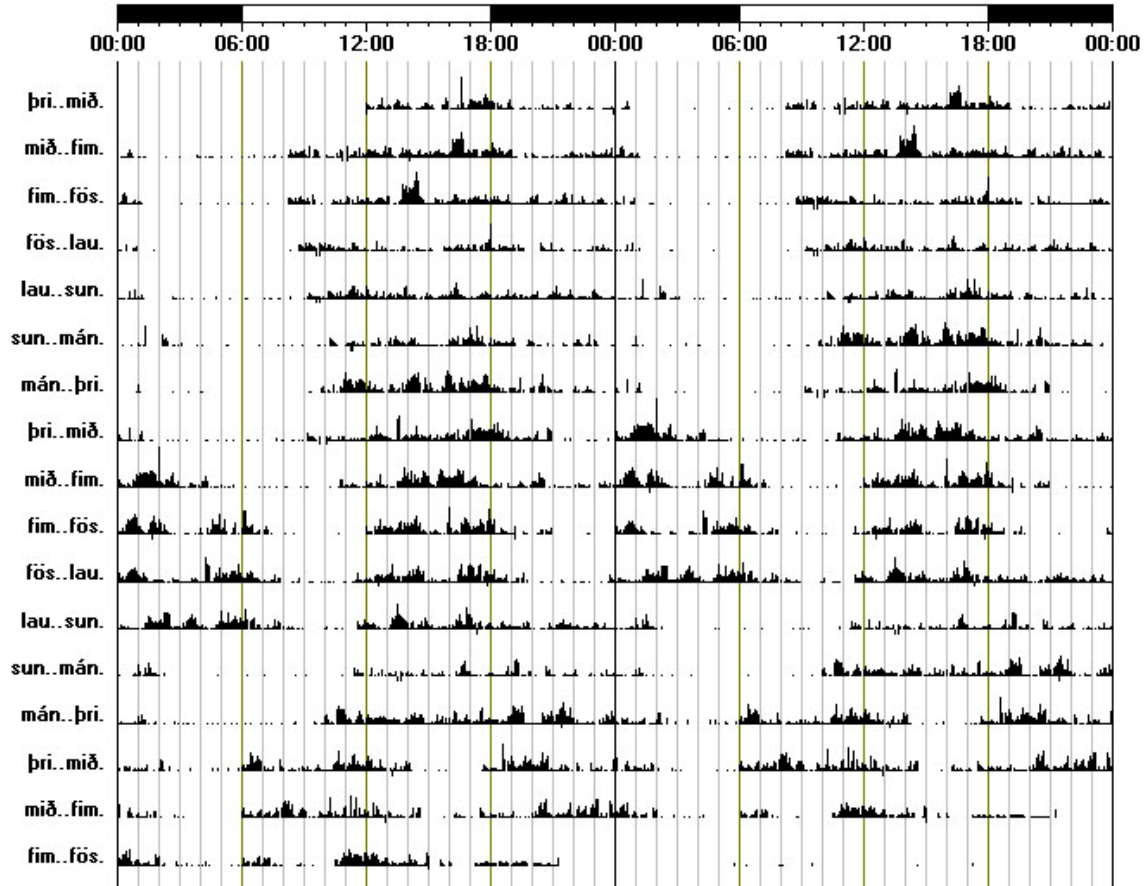 00:00 06:00 12:00 18:00 00:00 06:00 12:00 18:00 00:00
þri..mið.
mið..fim.
fim..fös.
fös..lau.
lau..sun.
sun..mán.
mán..þri.
þri..mið.
mið..fim.
fim..fös.
fös..lau.
lau..sun.
sun..mán.
mán..þri.
þri..mið.
mið..fim.
fim..fös.